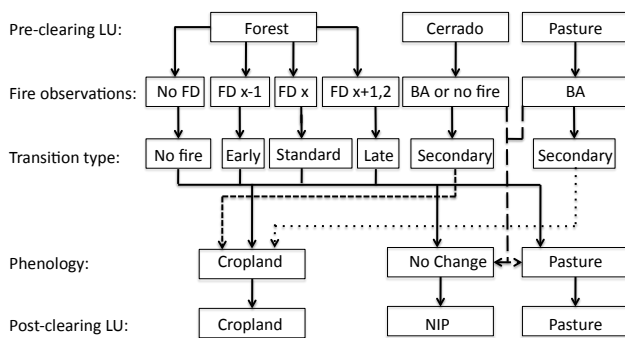 Pre-clearing LU: Forest Cerrado Pasture
Fire observations: No FD FD x-1 FD x FD x+1,2 BA or no fire BA
Transition type: No fire Early Standard Late Secondary Secondary
Phenology: Cropland No Change Pasture
Post-clearing LU: Cropland NIP Pasture